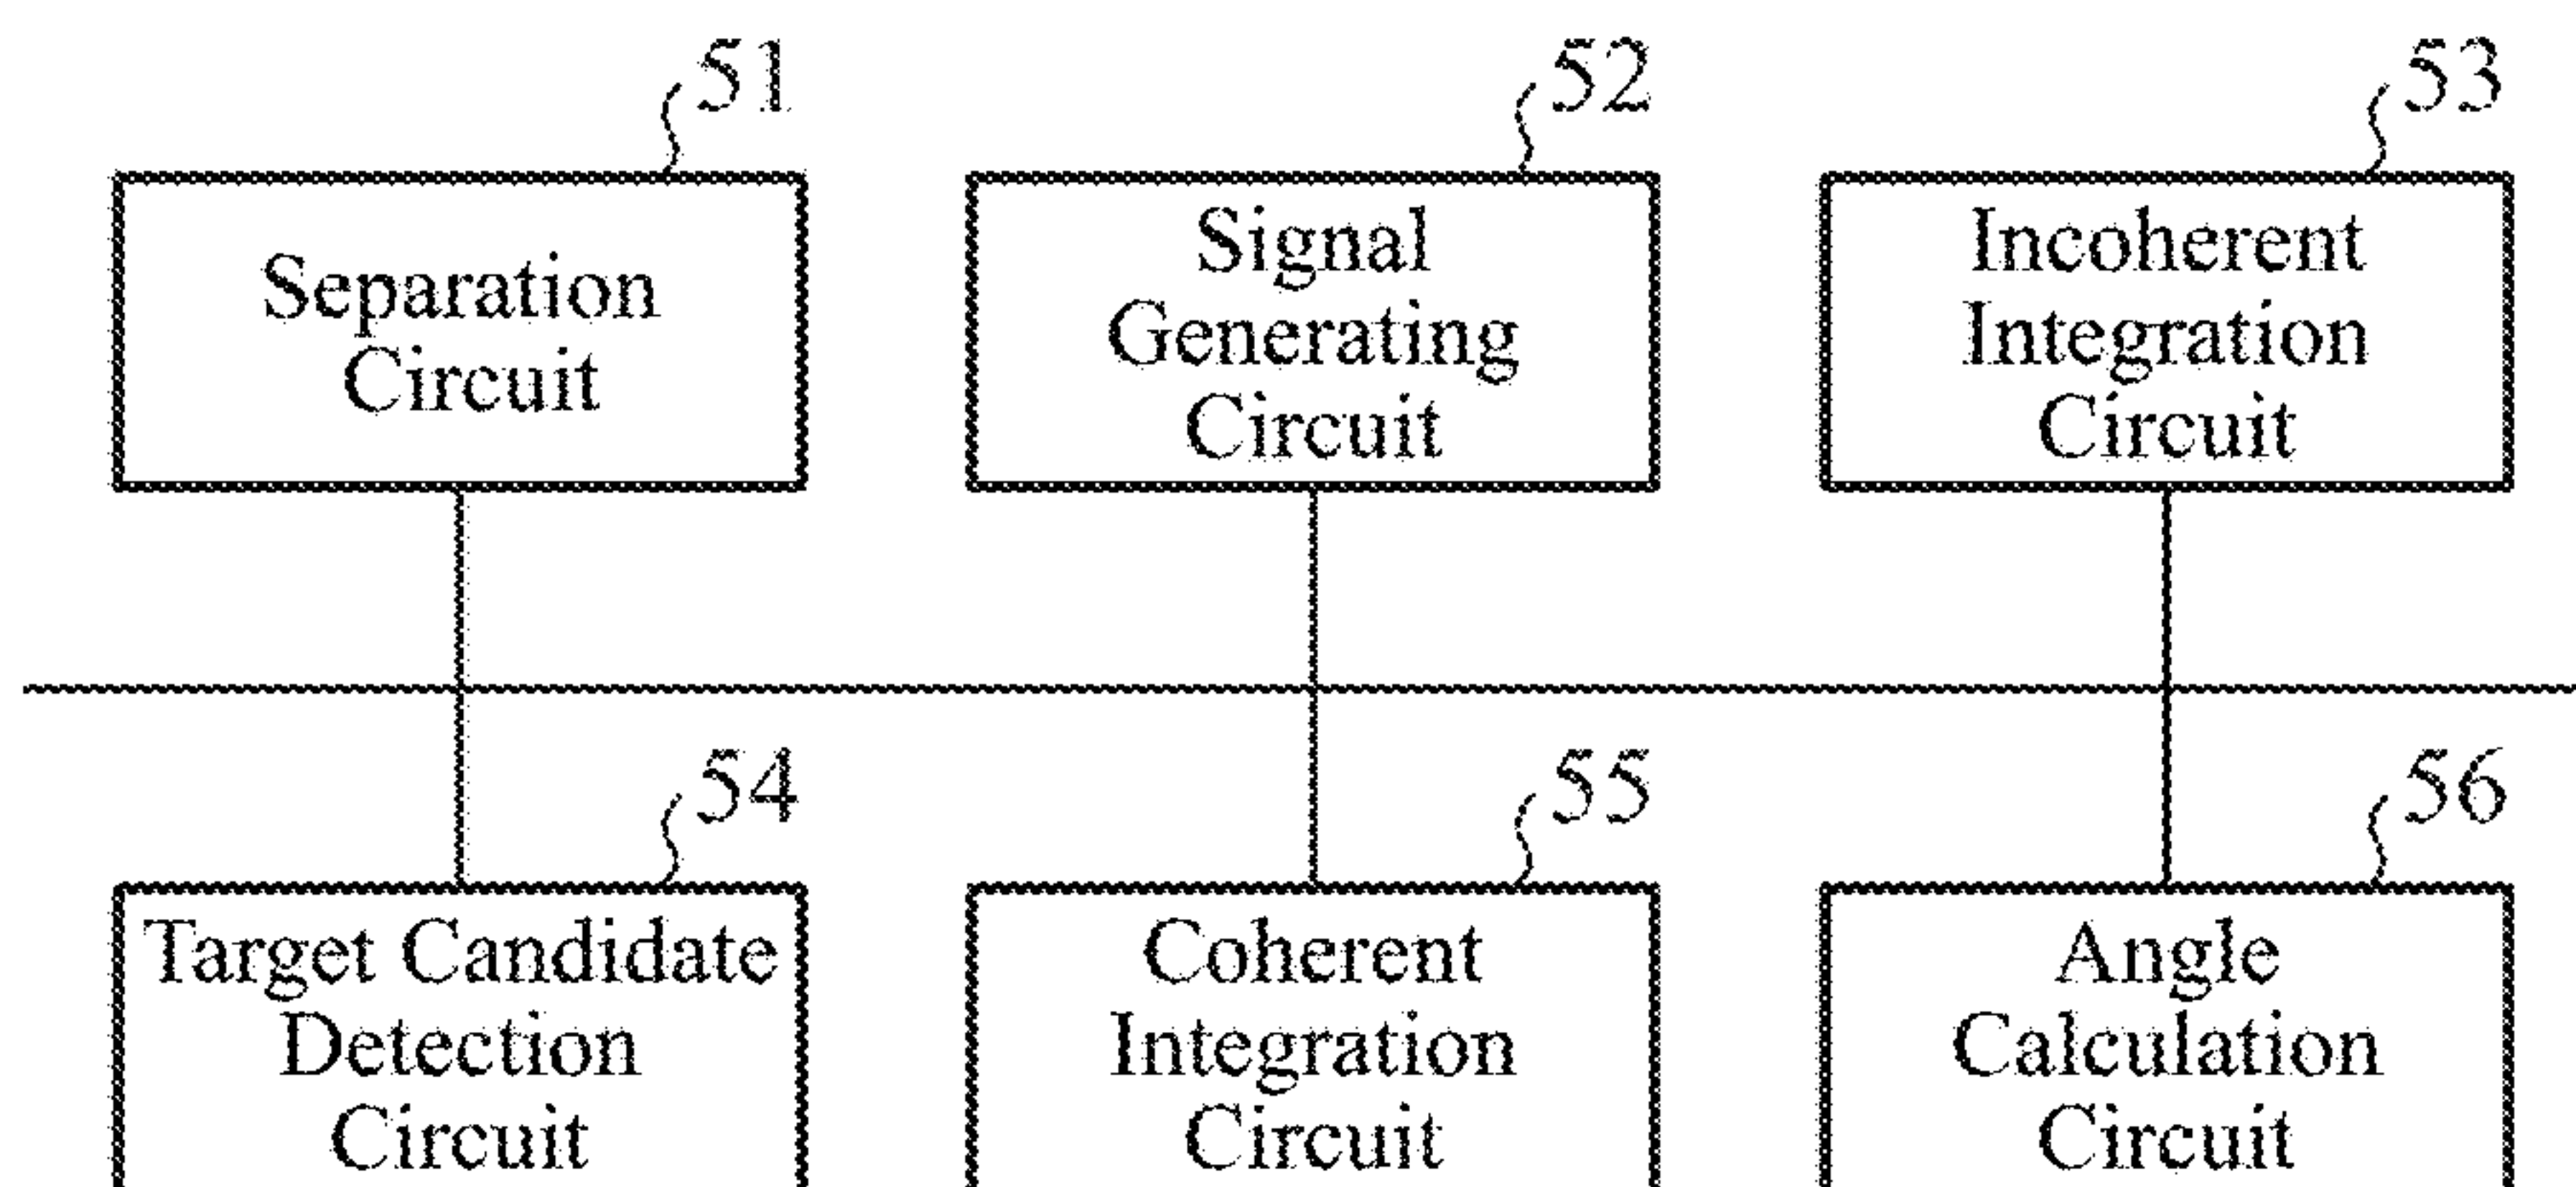 51
52
53
Separation
Circuit
Signal
Generating
Circuit
Incoherent
Integration
Circuit
54
55
56
Target Candidate
Detection
Circuit
Coherent
Integration
Circuit
Angle
Calculation
Circuit